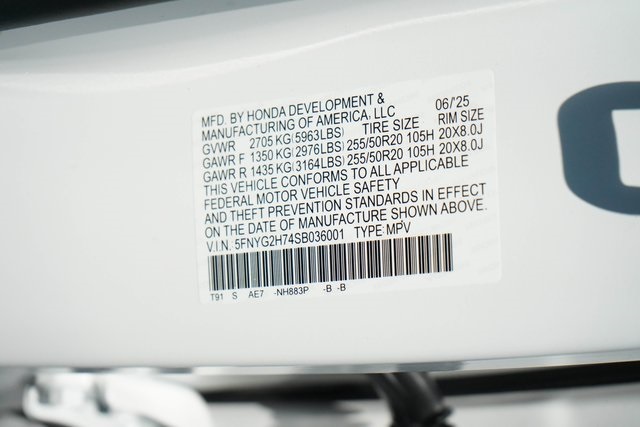 MFD. BY HONDA DEVELOPMENT &
MANUFACTURING OF AMERICA, LLC 06/'25
GVWR 2705 KG(5963LBS) TIRE SIZE RIM SIZE
GAWR F 1350 KG(2976LBS) 255/50R20 105H 20X8.0J
GAWR R 1435 KG(3164LBS) 255/50R20 105H 20X8.0J
THIS VEHICLE CONFORMS TO ALL APPLICABLE
FEDERAL MOTOR VEHICLE SAFETY
AND THEFT PREVENTION STANDARDS IN EFFECT
ON THE DATE OF MANUFACTURE SHOWN ABOVE.
V.I.N. 5FNYG2H74SB036001 TYPE:MPV
T91 S AE7 -NH883P -B -B